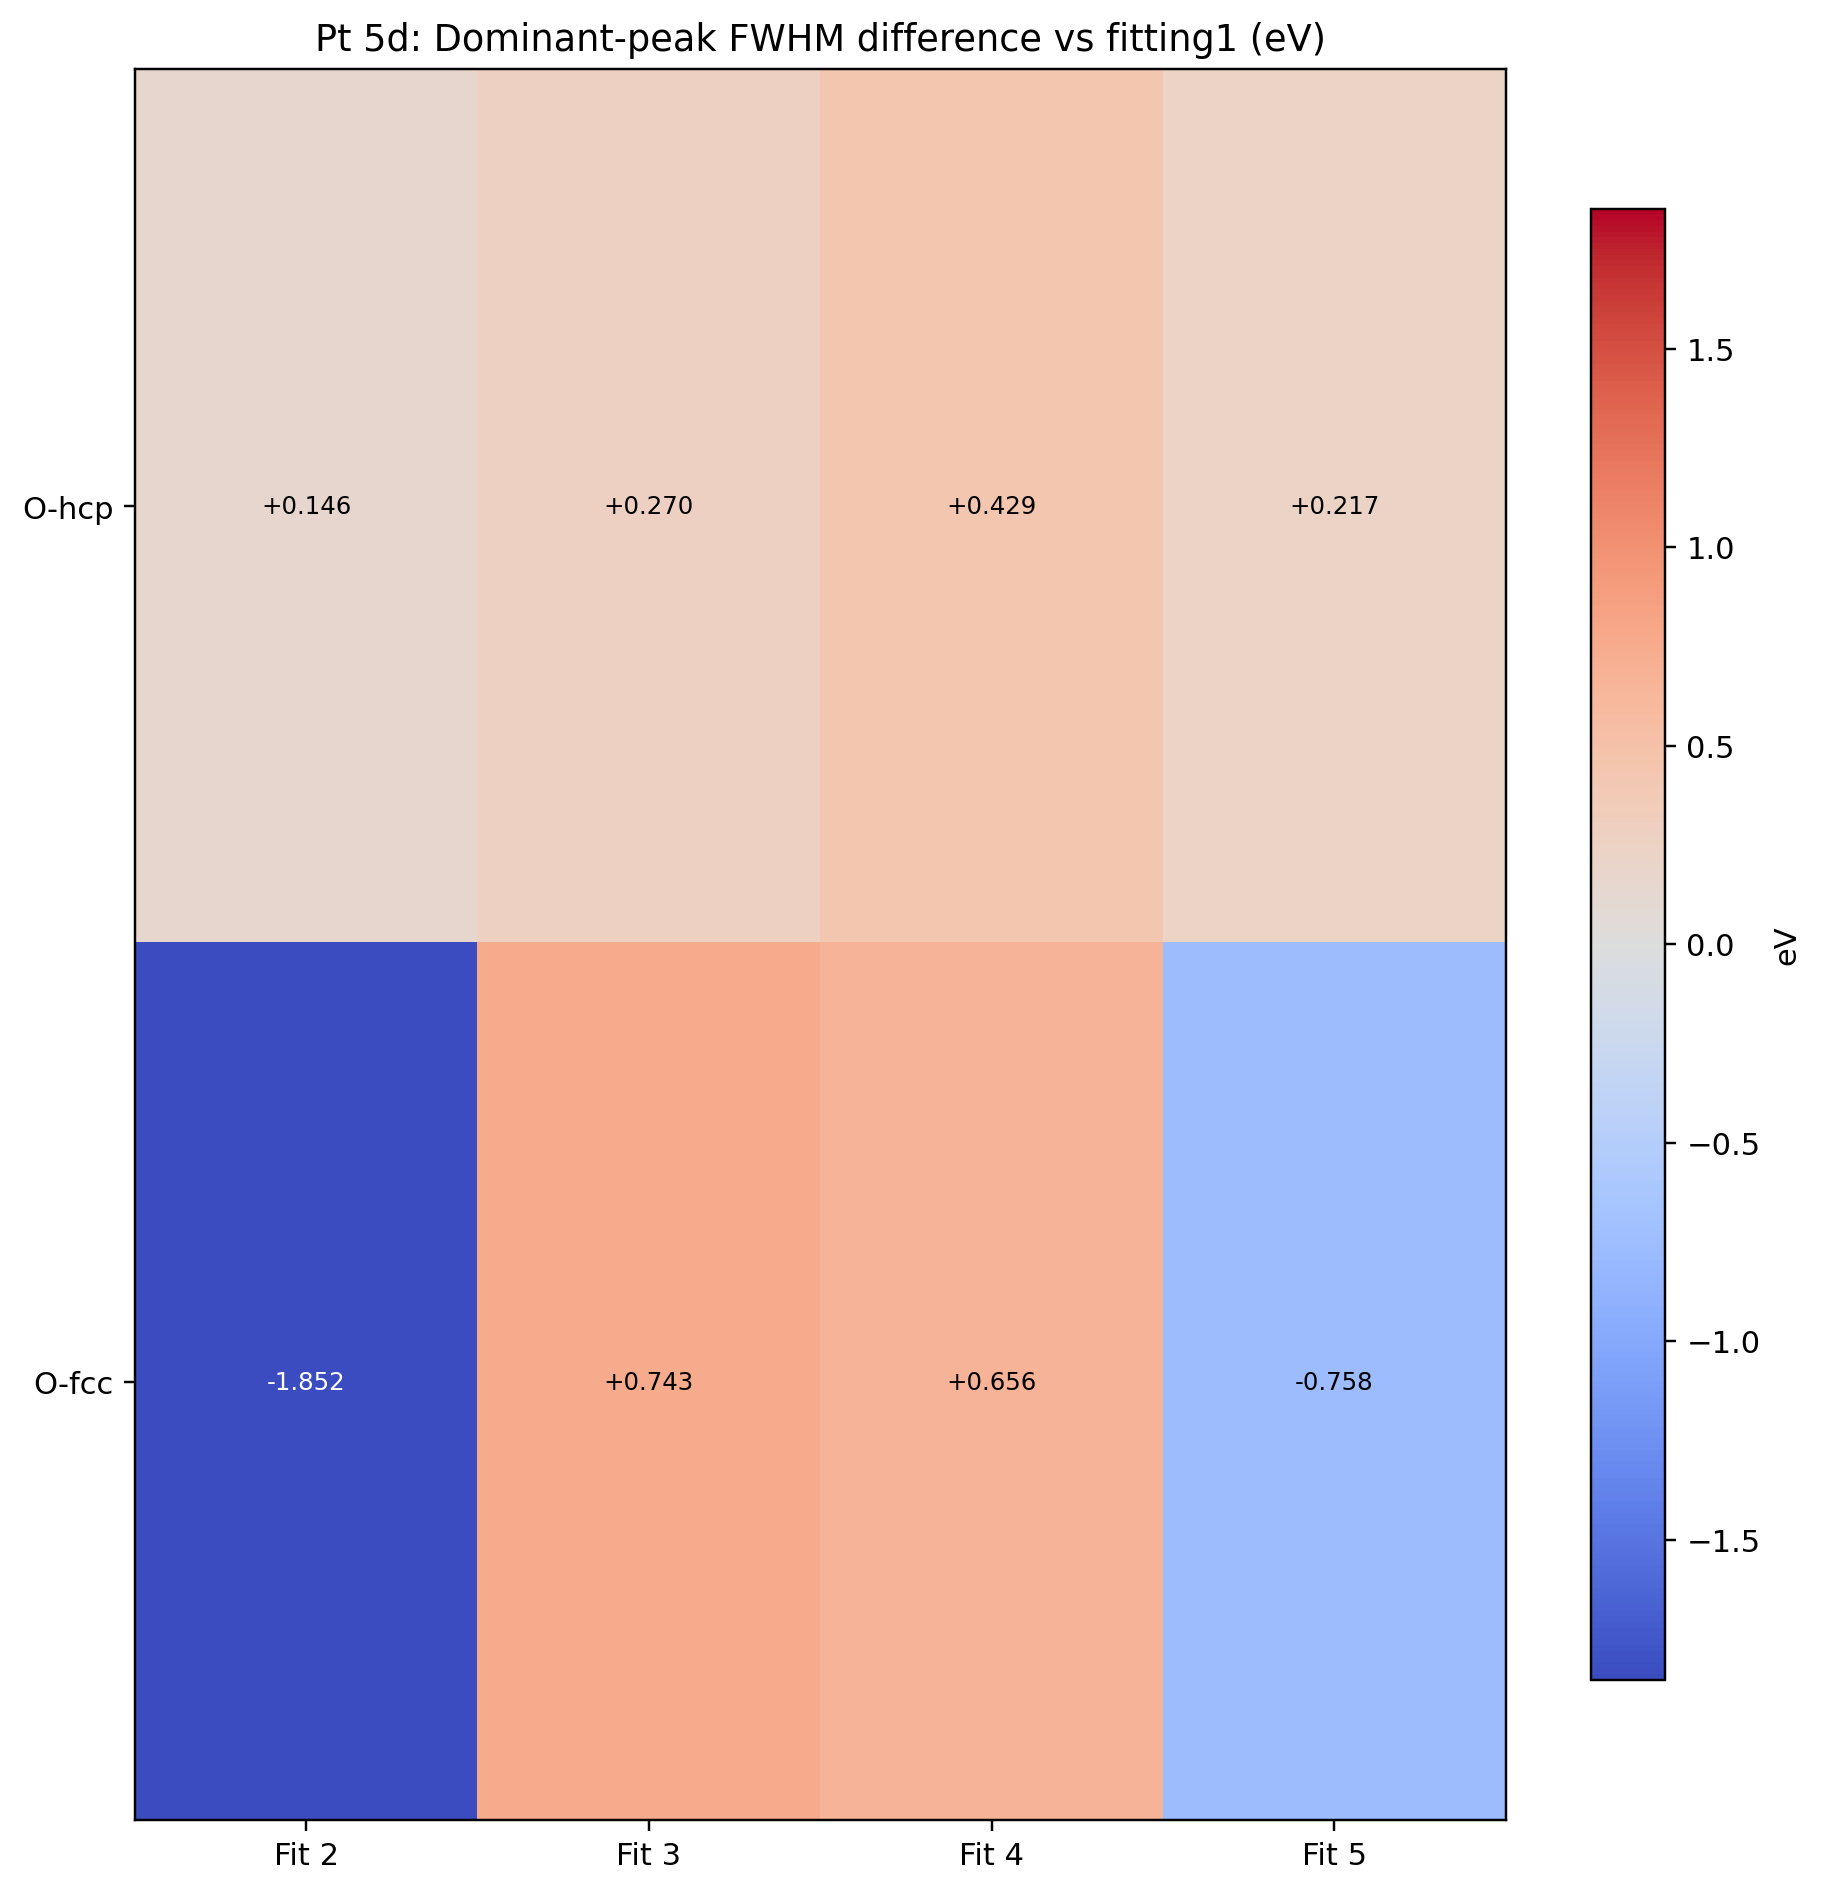 Pt 5d: Dominant-peak FWHM difference vs fitting1 (eV)
O-hcp
+0.146
+0.270
+0.429
+0.217
O-fcc
-1.852
+0.743
+0.656
-0.758
Fit 2
Fit 3
Fit 4
Fit 5
1.5
1.0
0.5
0.0
−0.5
−1.0
−1.5
eV